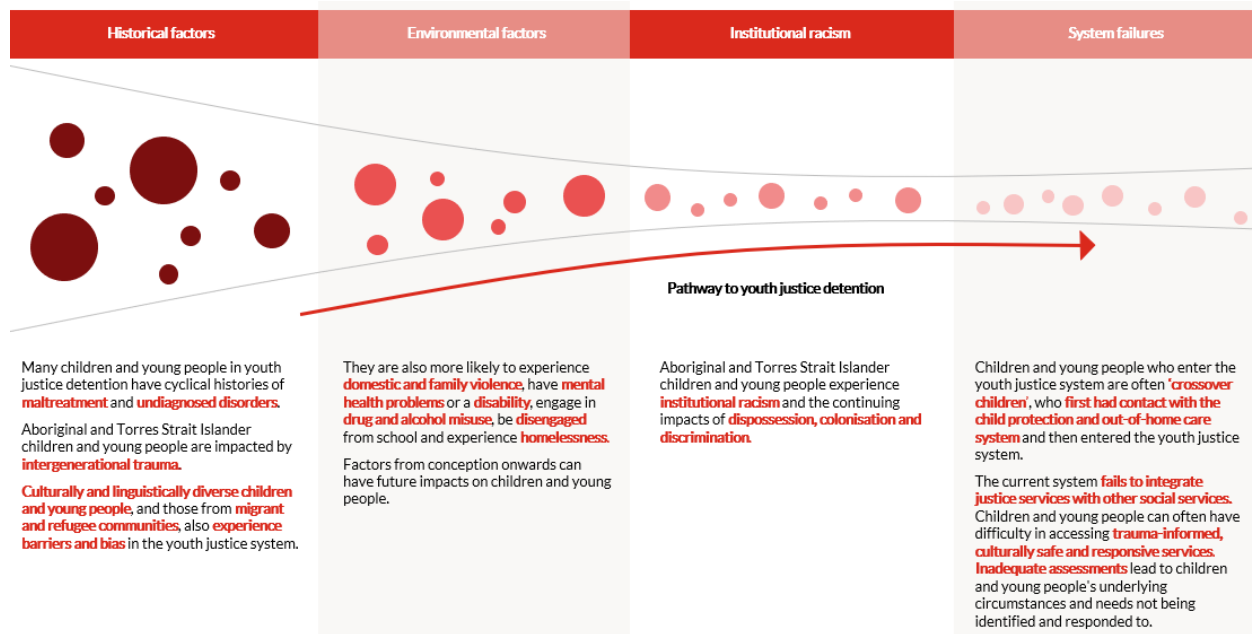 Historical factors
Environmental factors
Institutional racism
System failures
Pathway to youth justice detention
Many children and young people in youth
justice detention have cyclical histories of
maltreatment and undiagnosed disorders.
Aboriginal and Torres Strait Islander
children and young people are impacted by
intergenerational trauma.
Culturally and linguistically diverse children
and young people, and those from migrant
and refugee communities, also experience
barriers and bias in the youth justice system.
They are also more likely to experience
domestic and family violence, have mental
health problems or a disability, engage in
drug and alcohol misuse, be disengaged
from school and experience homelessness.
Factors from conception onwards can
have future impacts on children and young
people.
Aboriginal and Torres Strait Islander
children and young people experience
institutional racism and the continuing
impacts of dispossession, colonisation and
discrimination.
Children and young people who enter the
youth justice system are often 'crossover
children', who first had contact with the
child protection and out-of-home care
system and then entered the youth justice
system.
The current system fails to integrate
justice services with other social services.
Children and young people can often have
difficulty in accessing trauma-informed,
culturally safe and responsive services.
Inadequate assessments lead to children
and young people's underlying
circumstances and needs not being
identified and responded to.